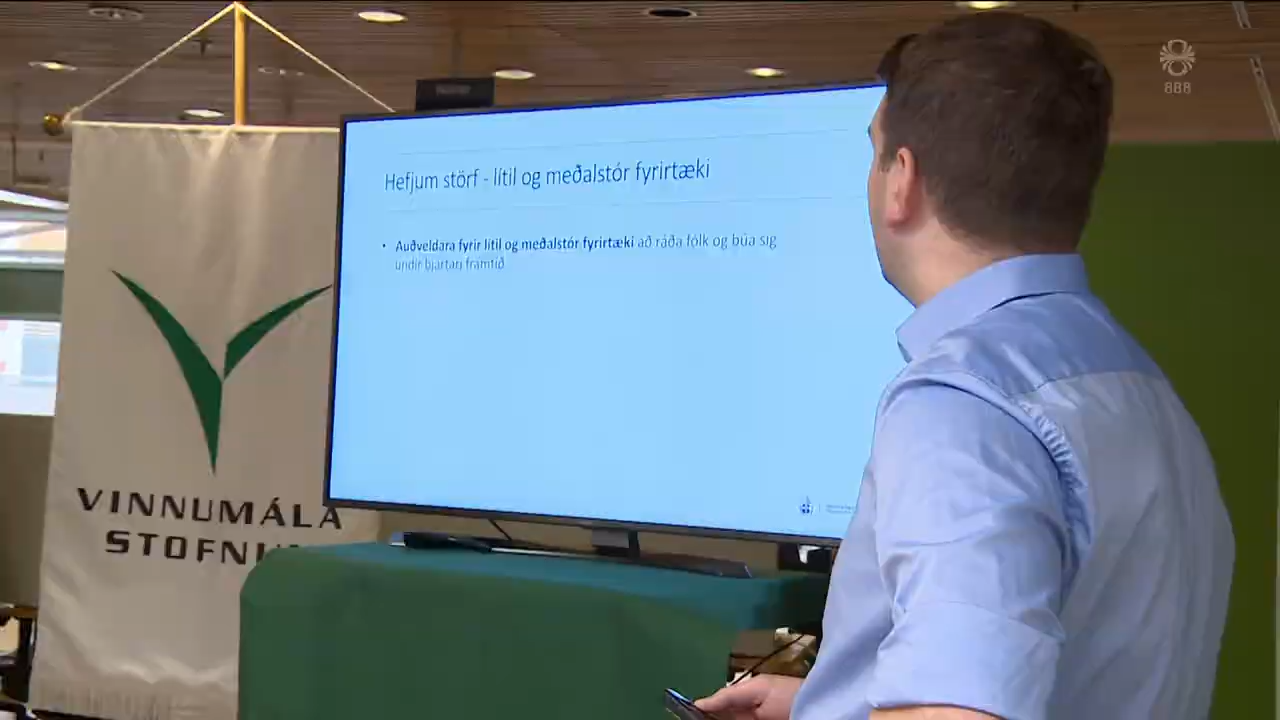 888
Hefjum störf - lítil og meðalstór fyrirtæki
• Auðveldara fyrir lítil og meðalstór fyrirtæki að ráða fólk og búa sig
undir bjartari framtíð
VINNUMÁLA
STOFNU